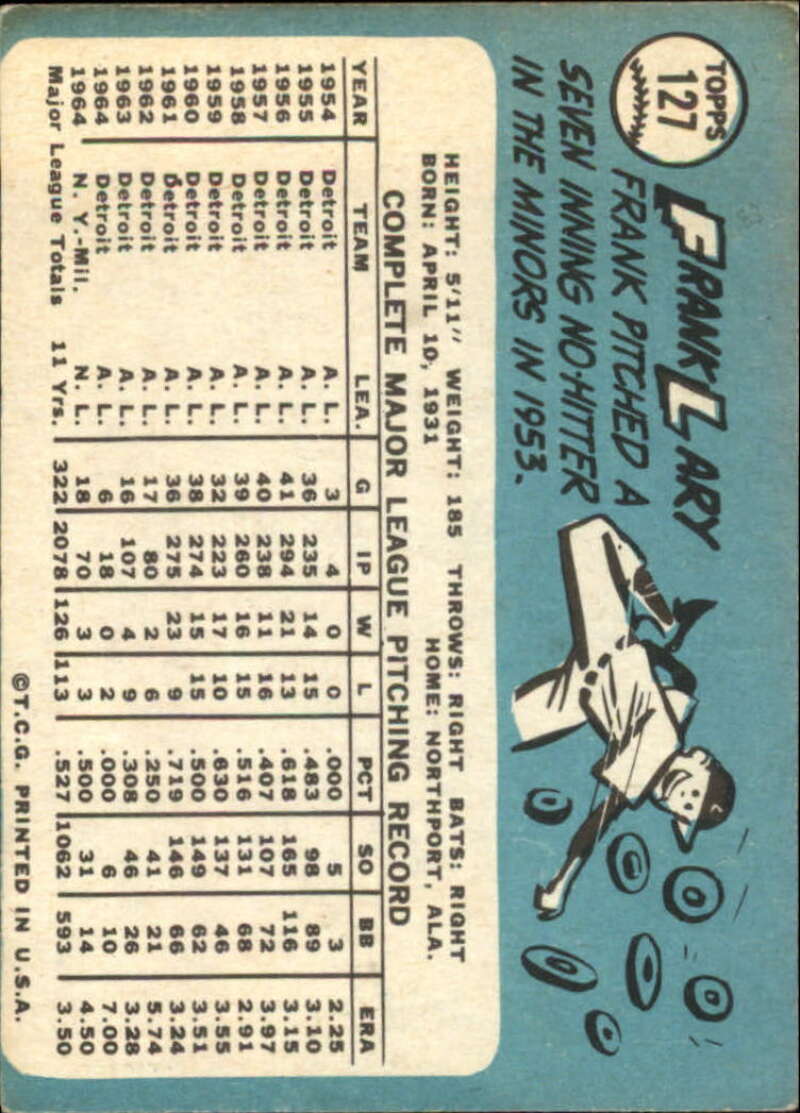 TOPPS
127
FRANK LARY
FRANK PITCHED A
SEVEN INNING NO-HITTER
IN THE MINORS IN 1953.
HEIGHT: 5'11" WEIGHT: 185 THROWS: RIGHT BATS: RIGHT
BORN: APRIL 10, 1931 HOME: NORTHPORT, ALA.
COMPLETE MAJOR LEAGUE PITCHING RECORD
YEAR TEAM LEA. G IP W L PCT SO BB ERA
1954 Detroit A. L. 3 4 0 0 .000 5 3 2.25
1955 Detroit A. L. 36 235 14 15 .483 98 89 3.10
1956 Detroit A. L. 41 294 21 13 .618 165 116 3.15
1957 Detroit A. L. 40 238 11 16 .407 107 72 3.97
1958 Detroit A. L. 39 260 16 15 .516 131 68 2.91
1959 Detroit A. L. 32 223 17 10 .630 137 46 3.55
1960 Detroit A. L. 38 274 15 15 .500 149 62 3.51
1961 Detroit A. L. 36 275 23 9 .719 146 66 3.24
1962 Detroit A. L. 17 80 2 6 .250 41 21 5.74
1963 Detroit A. L. 16 107 4 9 .308 46 26 3.28
1964 Detroit A. L. 6 18 0 2 .000 6 10 7.00
1964 N. Y.-Mil. N. L. 18 70 3 3 .500 31 14 4.50
Major League Totals 11 Yrs. 322 2078 126 113 .527 1062 593 3.50
©T.C.G. PRINTED IN U.S.A.